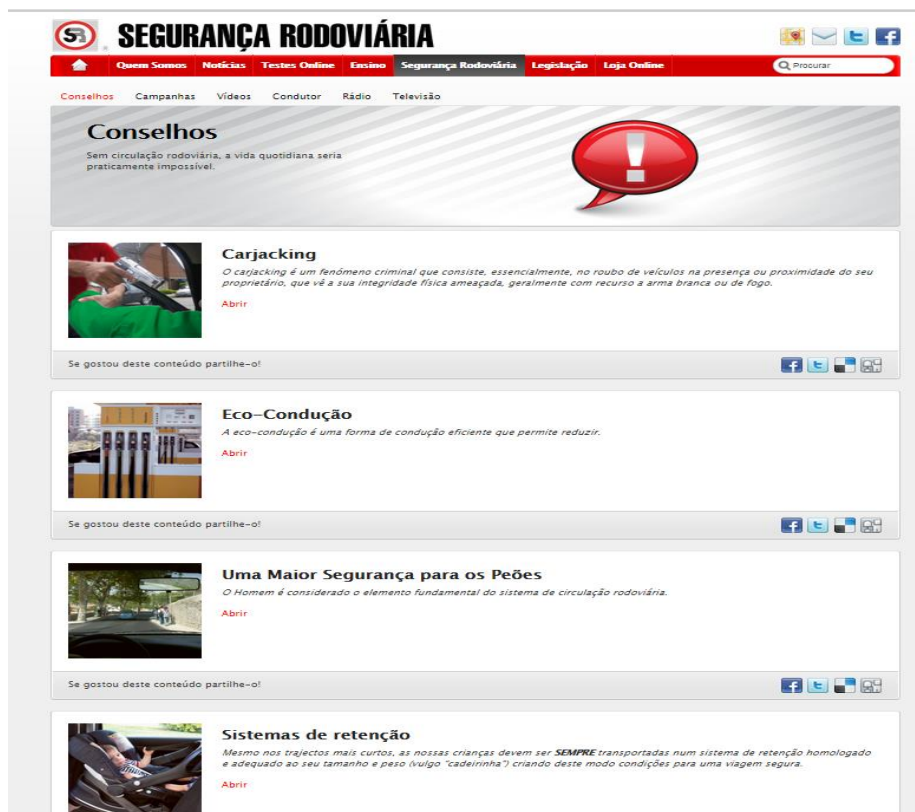 SR SEGURANÇA RODOVIÁRIA
Quem Somos Notícias Testes Online Ensino Segurança Rodoviária Legislação Loja Online Procurar
Conselhos Campanhas Vídeos Condutor Rádio Televisão
Conselhos
Sem circulação rodoviária, a vida quotidiana seria
praticamente impossível.
Carjacking
O carjacking é um fenómeno criminal que consiste, essencialmente, no roubo de veículos na presença ou proximidade do seu
proprietário, que vê a sua integridade física ameaçada, geralmente com recurso a arma branca ou de fogo.
Abrir
Se gostou deste conteúdo partilhe-o!
Eco-Condução
A eco-condução é uma forma de condução eficiente que permite reduzir.
Abrir
Se gostou deste conteúdo partilhe-o!
Uma Maior Segurança para os Peões
O Homem é considerado o elemento fundamental do sistema de circulação rodoviária.
Abrir
Se gostou deste conteúdo partilhe-o!
Sistemas de retenção
Mesmo nos trajectos mais curtos, as nossas crianças devem ser SEMPRE transportadas num sistema de retenção homologado
e adequado ao seu tamanho e peso (vulgo "cadeirinha") criando deste modo condições para uma viagem segura.
Abrir